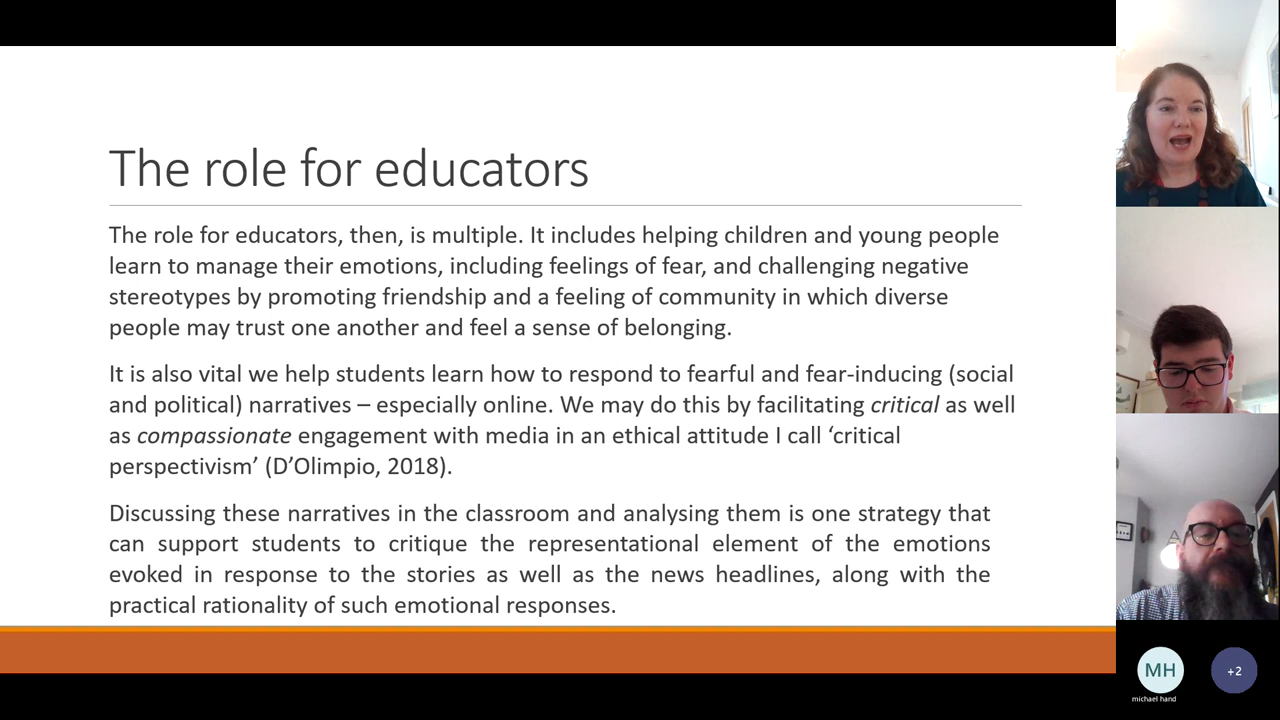 The role for educators
The role for educators, then, is multiple. It includes helping children and young people
learn to manage their emotions, including feelings of fear, and challenging negative
stereotypes by promoting friendship and a feeling of community in which diverse
people may trust one another and feel a sense of belonging.
It is also vital we help students learn how to respond to fearful and fear-inducing (social
and political) narratives – especially online. We may do this by facilitating critical as well
as compassionate engagement with media in an ethical attitude I call ‘critical
perspectivism’ (D’Olimpio, 2018).
Discussing these narratives in the classroom and analysing them is one strategy that
can support students to critique the representational element of the emotions
evoked in response to the stories as well as the news headlines, along with the
practical rationality of such emotional responses.
MH
+2
michael hand